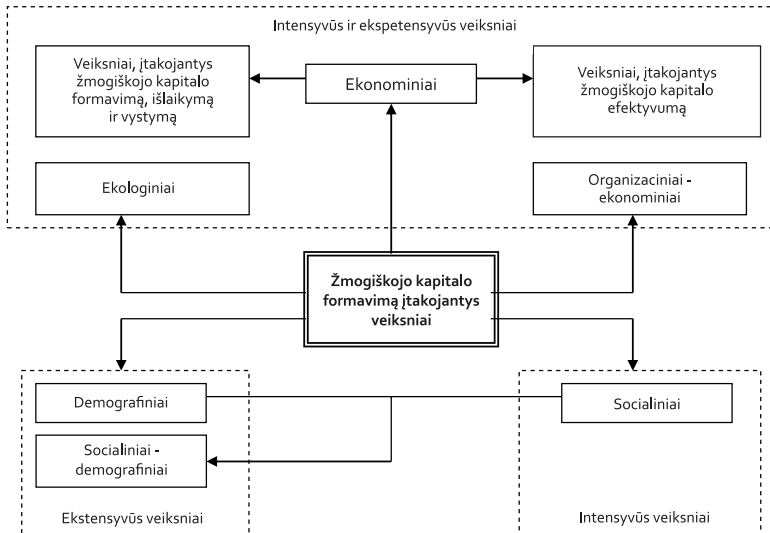 Intensyvūs ir ekspetensyvūs veiksniai
Veiksniai, įtakojantys
žmogiškojo kapitalo
formavimą, išlaikymą
ir vystymą
Ekonominiai
Veiksniai, įtakojantys
žmogiškojo kapitalo
efektyvumą
Ekologiniai
Organizaciniai -
ekonominiai
Žmogiškojo kapitalo
formavimą įtakojantys
veiksniai
Demografiniai
Socialiniai
Socialiniai -
demografiniai
Ekstensyvūs veiksniai
Intensyvūs veiksniai